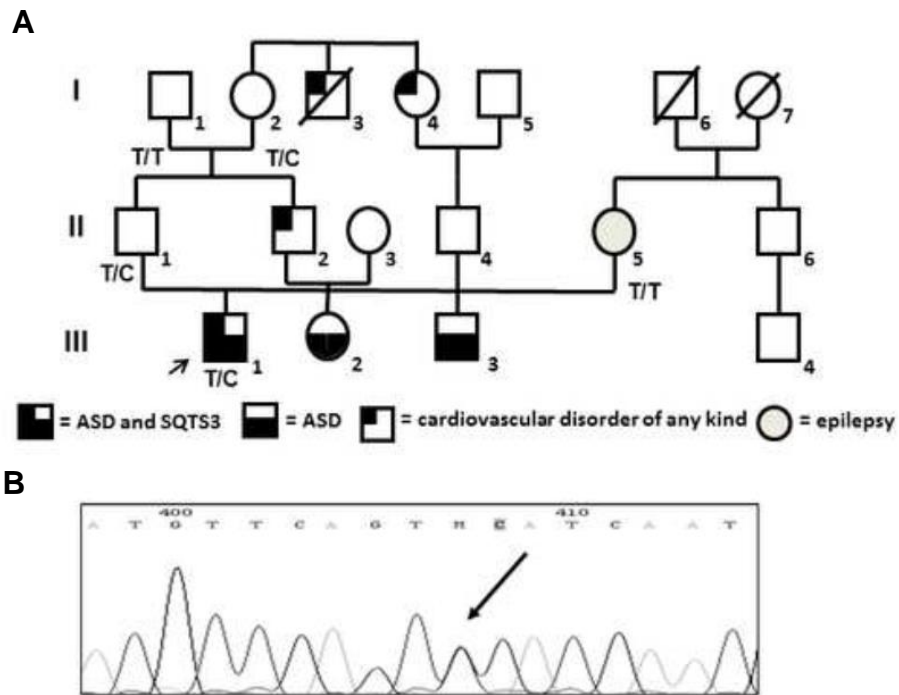 A
I
1 2 3 4 5 6 7
T/T T/C
II
1 2 3 4 5 6
T/C T/T
III
1 2 3 4
T/C
= ASD and SQTS3 = ASD = cardiovascular disorder of any kind = epilepsy
B
400 410
A T G T T C A G T M C A T C A A T